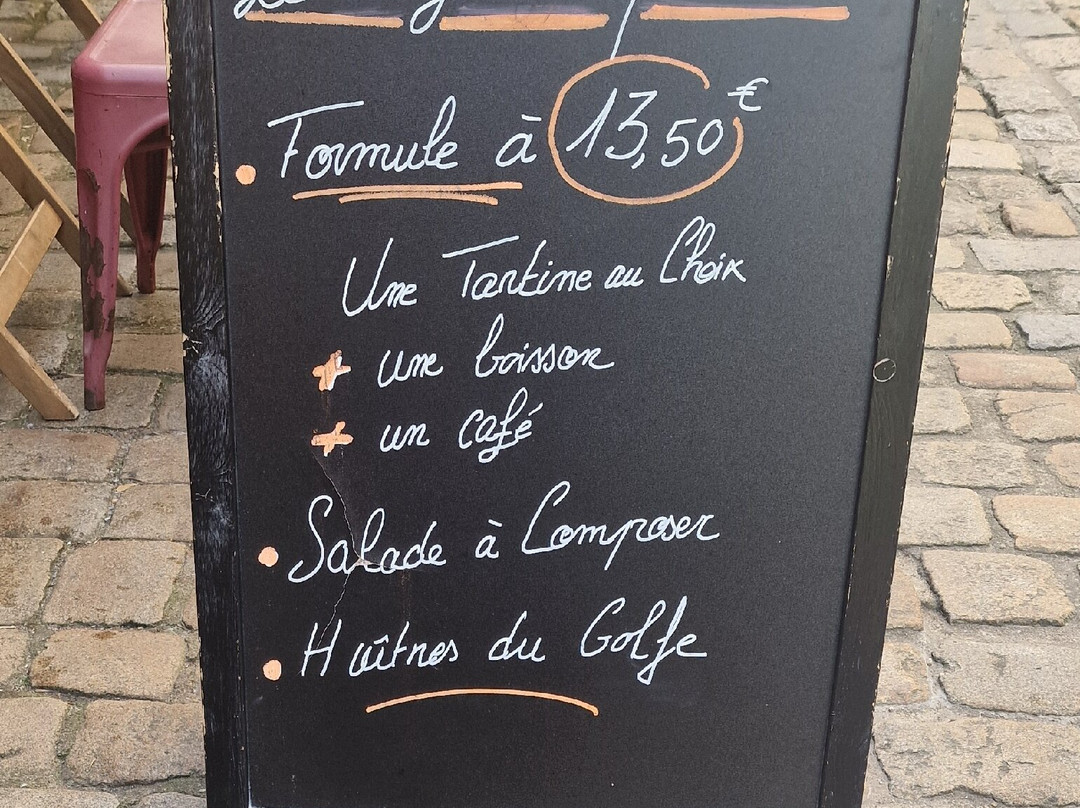 Formule à 13,50€
Une Tartine au Choix
+ une boisson
+ un café
Salade à Composer
Huîtres du Golfe